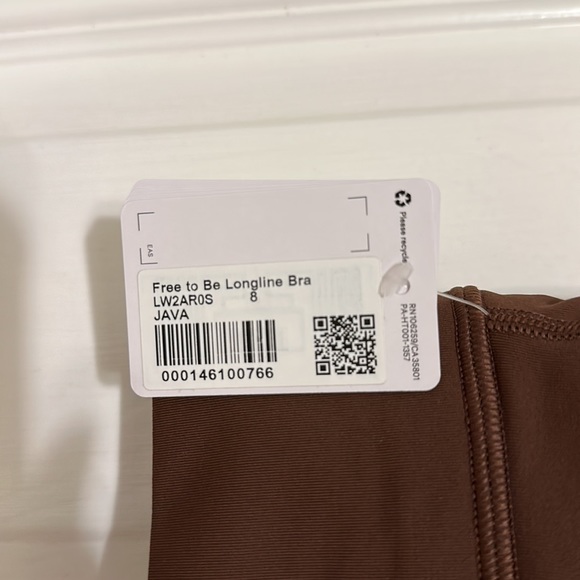 EAS
Please recycle
Free to Be Longline Bra
LW2AR0S 8
JAVA
000146100766
RN106259/CA35801
PA-HT001-1357